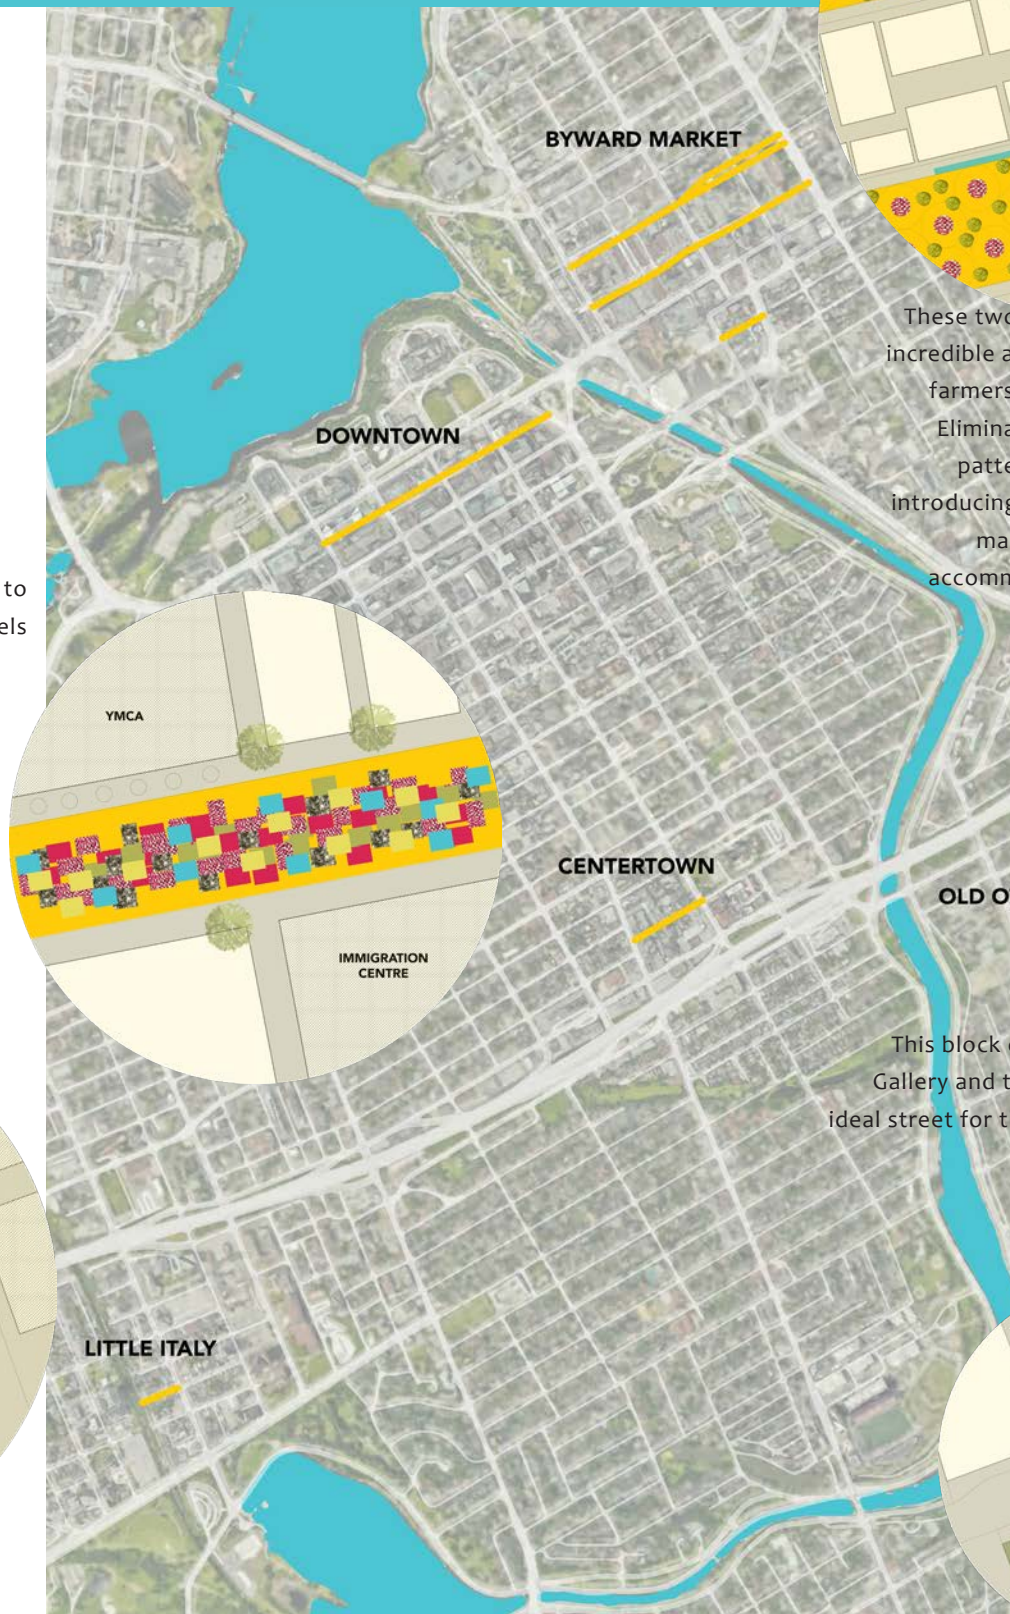 BYWARD MARKET
These two
incredible a
farmers
Elimina
patte
introducing
ma
accomm
DOWNTOWN
to
els
YMCA
IMMIGRATION
CENTRE
CENTERTOWN
OLD O
This block
Gallery and t
ideal street for t
LITTLE ITALY